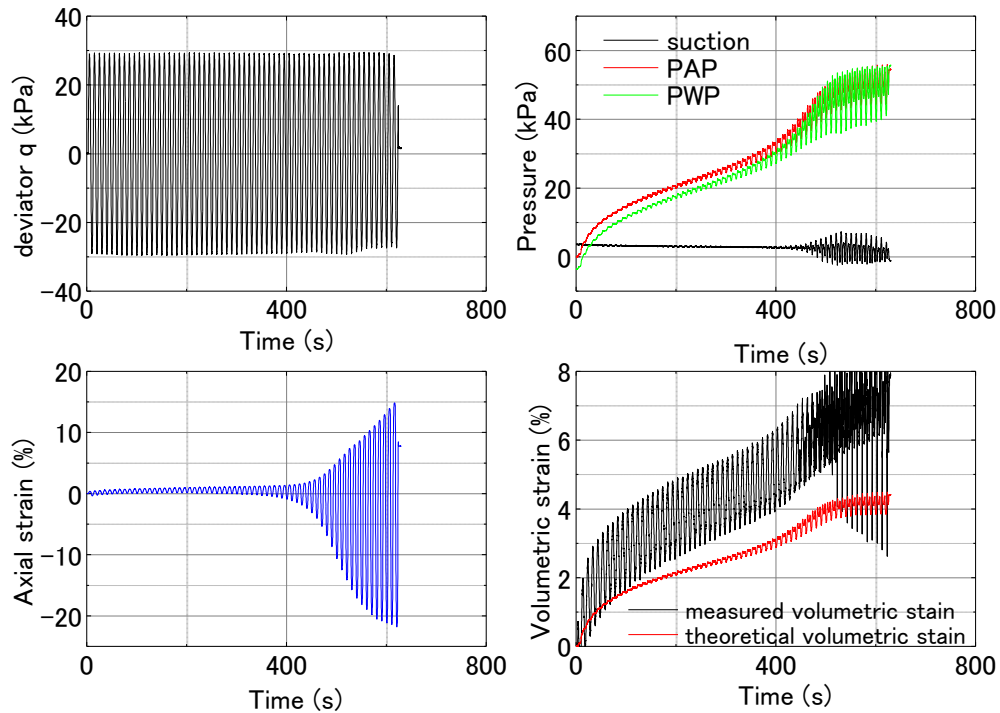 deviator q (kPa)
40
20
0
−20
−40
0
400
800
Time (s)
Pressure (kPa)
60
40
20
0
0
400
800
Time (s)
suction
PAP
PWP
Axial strain (%)
20
10
0
−10
−20
0
400
800
Time (s)
Volumetric strain (%)
8
6
4
2
0
0
400
800
Time (s)
measured volumetric stain
theoretical volumetric stain